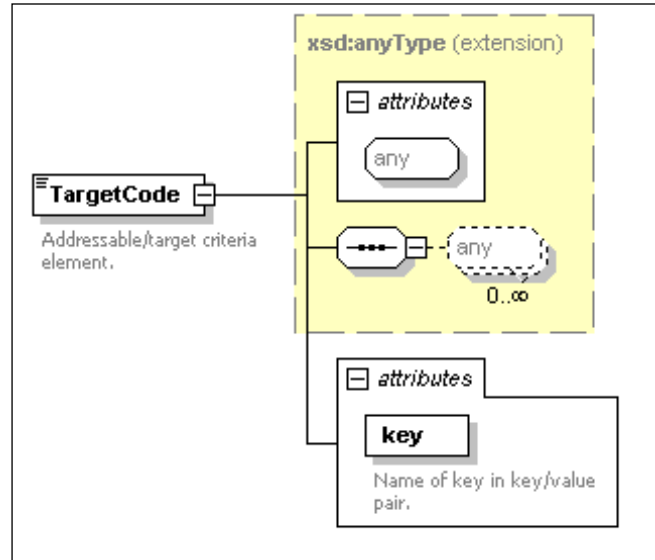 xsd:anyType (extension)
attributes
any
TargetCode
Addressable/target criteria
element.
any
0..∞
attributes
key
Name of key in key/value
pair.